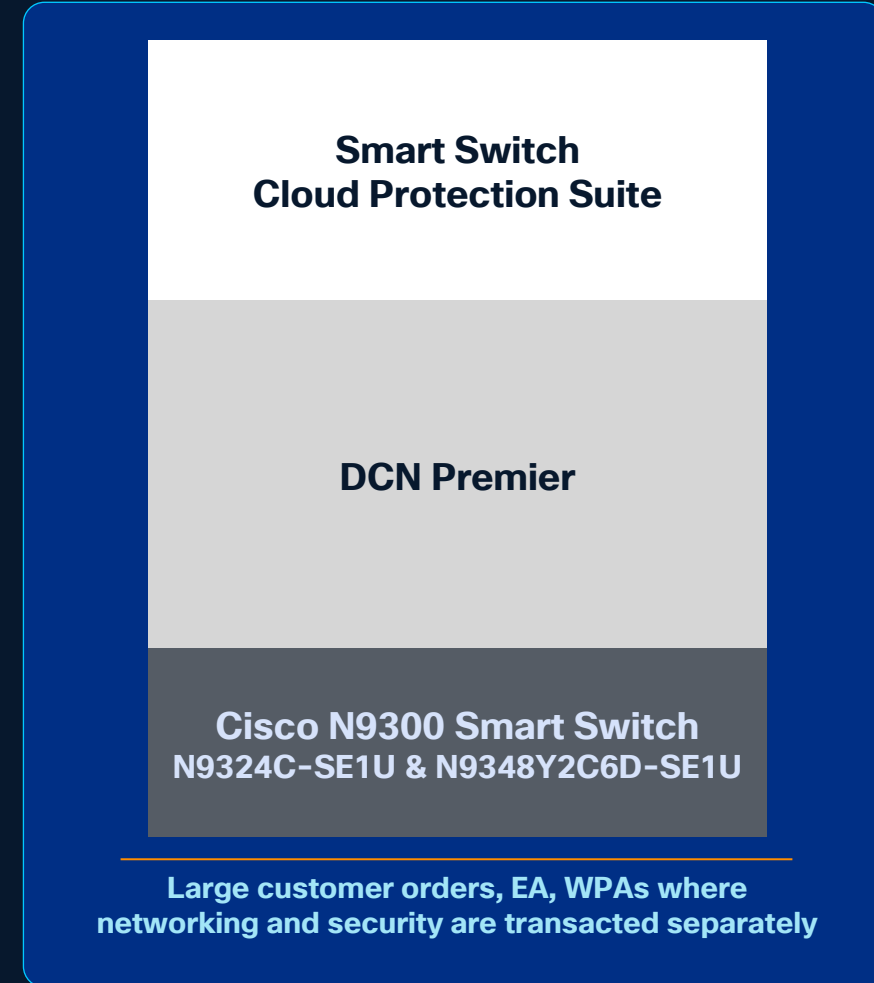 Smart Switch
Cloud Protection Suite
DCN Premier
Cisco N9300 Smart Switch
N9324C-SE1U & N9348Y2C6D-SE1U
Large customer orders, EA, WPAs where
networking and security are transacted separately